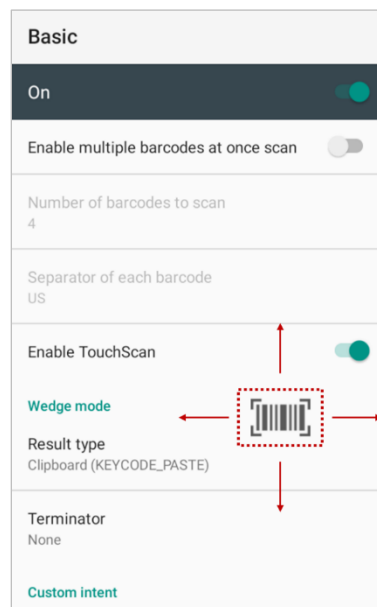 Basic
On
Enable multiple barcodes at once scan
Number of barcodes to scan
4
Separator of each barcode
US
Enable TouchScan
Wedge mode
Result type
Clipboard (KEYCODE_PASTE)
Terminator
None
Custom intent